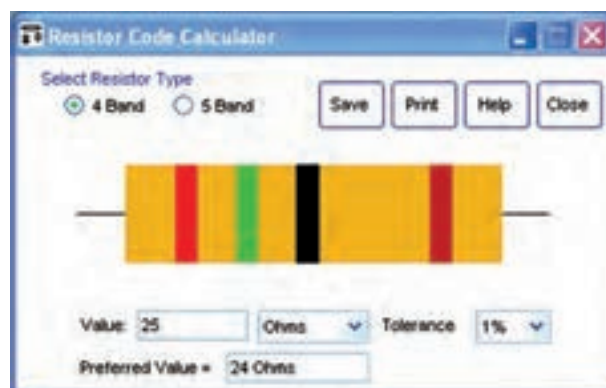 Resistor Code Calculator
Select Resistor Type
4 Band 5 Band Save Print Help Close
Value: 25 Ohms Tolerance 1%
Preferred Value = 24 Ohms